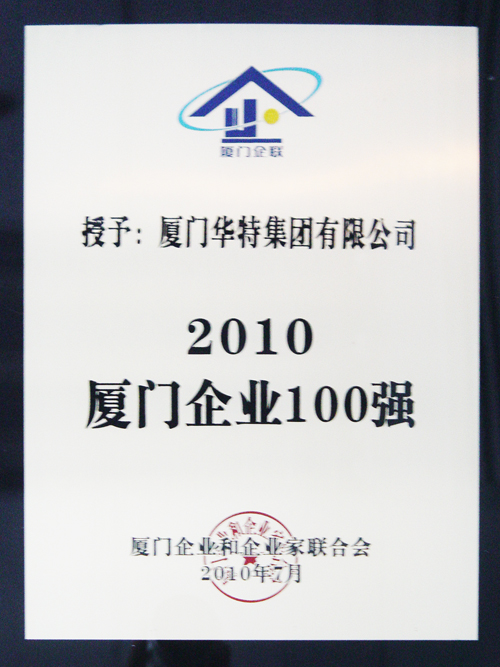 厦门企联
授予：厦门华特集团有限公司
2010
厦门企业100强
厦门企业和企业家联合会
2010年7月